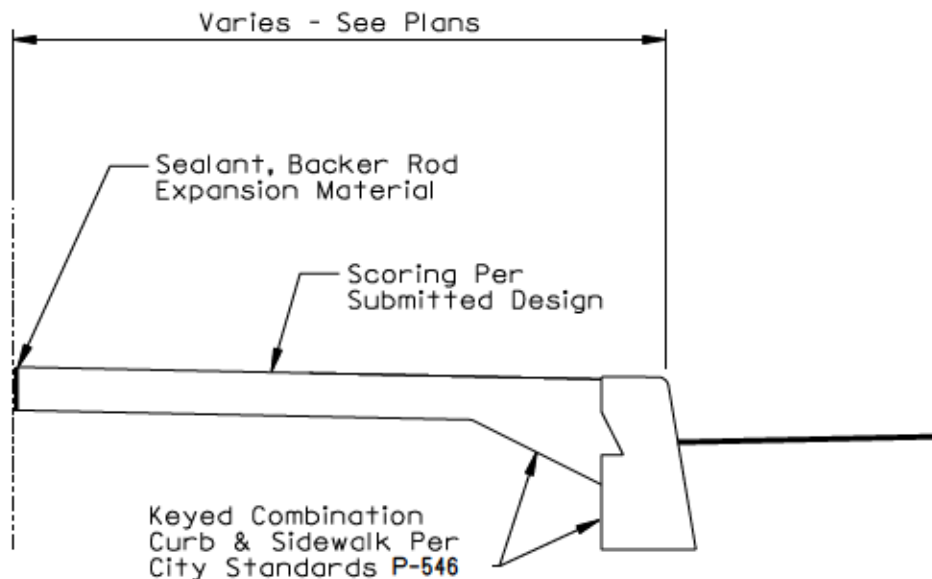 Varies - See Plans
Sealant, Backer Rod
Expansion Material
Scoring Per
Submitted Design
Keyed Combination
Curb & Sidewalk Per
City Standards P-546